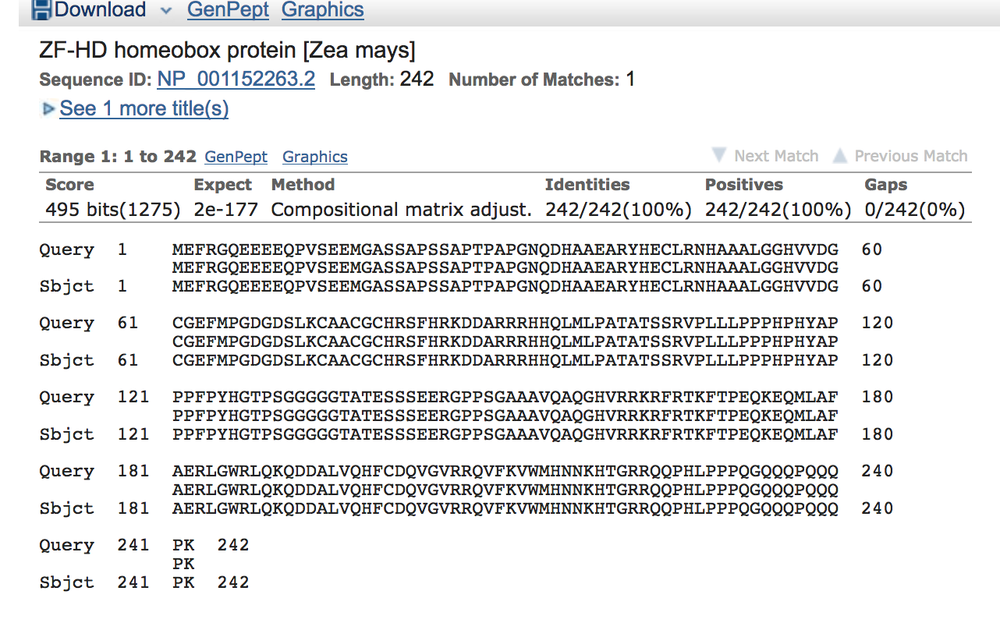 Download GenPept Graphics
ZF-HD homeobox protein [Zea mays]
Sequence ID: NP_001152263.2 Length: 242 Number of Matches: 1
See 1 more title(s)
Range 1: 1 to 242 GenPept Graphics Next Match Previous Match
Score Expect Method Identities Positives Gaps
495 bits(1275) 2e-177 Compositional matrix adjust. 242/242(100%) 242/242(100%) 0/242(0%)
Query 1 MEFRGQEEEEQPVSEEMGASSAPSSAPTPAPGNQDHAAEARYHECLRNHAAALGGHVVDG 60
MEFRGQEEEEQPVSEEMGASSAPSSAPTPAPGNQDHAAEARYHECLRNHAAALGGHVVDG
Sbjct 1 MEFRGQEEEEQPVSEEMGASSAPSSAPTPAPGNQDHAAEARYHECLRNHAAALGGHVVDG 60
Query 61 CGEFMPGDGDSLKCAACGCHRSFHRKDDARRRHHQLMLPATATSSRVPLLLPPPHPHYAP 120
CGEFMPGDGDSLKCAACGCHRSFHRKDDARRRHHQLMLPATATSSRVPLLLPPPHPHYAP
Sbjct 61 CGEFMPGDGDSLKCAACGCHRSFHRKDDARRRHHQLMLPATATSSRVPLLLPPPHPHYAP 120
Query 121 PPFPYHGTPSGGGGGTATESSSEERGPPSGAAAVQAQGHVRRKRFRTKFTPEQKEQMLAF 180
PPFPYHGTPSGGGGGTATESSSEERGPPSGAAAVQAQGHVRRKRFRTKFTPEQKEQMLAF
Sbjct 121 PPFPYHGTPSGGGGGTATESSSEERGPPSGAAAVQAQGHVRRKRFRTKFTPEQKEQMLAF 180
Query 181 AERLGWRLQKQDDALVQHFCDQVGVRRQVFKVWMHNNKHTGRRQQPHLPPPQGQQQPQQQ 240
AERLGWRLQKQDDALVQHFCDQVGVRRQVFKVWMHNNKHTGRRQQPHLPPPQGQQQPQQQ
Sbjct 181 AERLGWRLQKQDDALVQHFCDQVGVRRQVFKVWMHNNKHTGRRQQPHLPPPQGQQQPQQQ 240
Query 241 PK 242
PK
Sbjct 241 PK 242